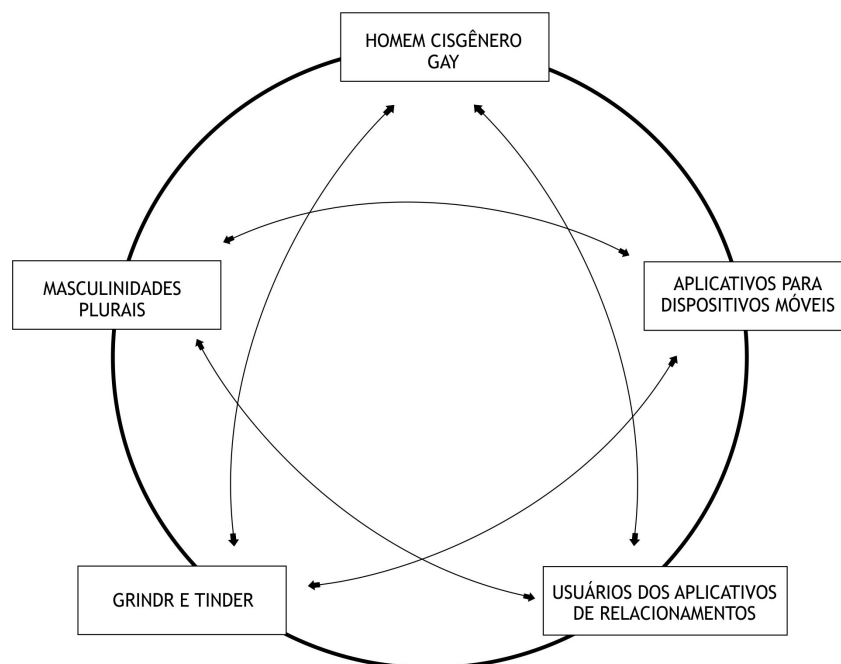 HOMEM CISGÊNERO
GAY
MASCULINIDADES
PLURAIS
APLICATIVOS PARA
DISPOSITIVOS MÓVEIS
GRINDR E TINDER
USUÁRIOS DOS APLICATIVOS
DE RELACIONAMENTOS